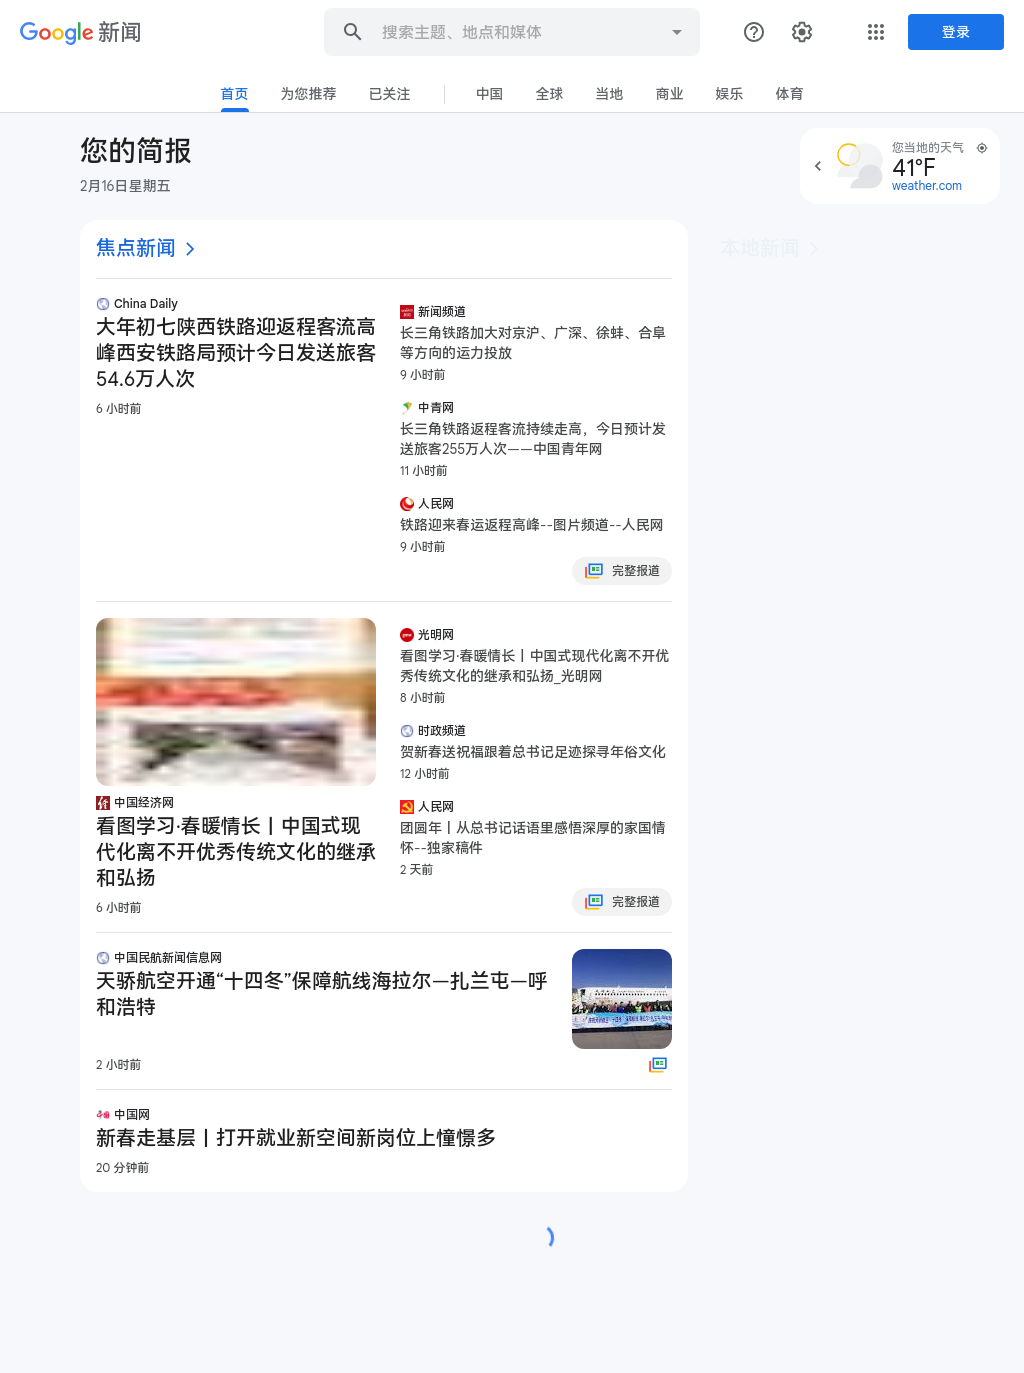 Google 新闻
搜索主题、地点和媒体
登录
首页
为您推荐
已关注
中国
全球
当地
商业
娱乐
体育
您的简报
2月16日星期五
您当地的天气
41°F
weather.com
焦点新闻
本地新闻
China Daily
大年初七陕西铁路迎返程客流高
峰西安铁路局预计今日发送旅客
54.6万人次
6 小时前
新闻频道
长三角铁路加大对京沪、广深、徐蚌、合阜
等方向的运力投放
9 小时前
中青网
长三角铁路返程客流持续走高，今日预计发
送旅客255万人次——中国青年网
11 小时前
人民网
铁路迎来春运返程高峰--图片频道--人民网
9 小时前
完整报道
中国经济网
看图学习·春暖情长丨中国式现
代化离不开优秀传统文化的继承
和弘扬
6 小时前
光明网
看图学习·春暖情长丨中国式现代化离不开优
秀传统文化的继承和弘扬_光明网
8 小时前
时政频道
贺新春送祝福跟着总书记足迹探寻年俗文化
12 小时前
人民网
团圆年丨从总书记话语里感悟深厚的家国情
怀--独家稿件
2 天前
完整报道
中国民航新闻信息网
天骄航空开通“十四冬”保障航线海拉尔—扎兰屯—呼
和浩特
2 小时前
中国网
新春走基层丨打开就业新空间新岗位上憧憬多
20 分钟前